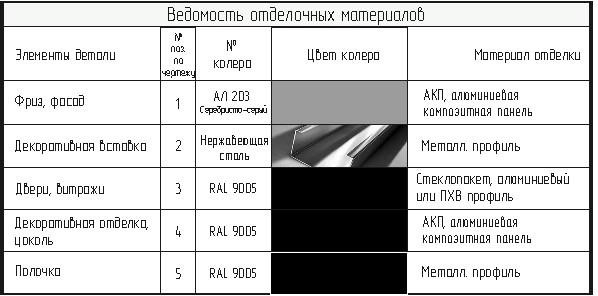 Ведомость отделочных материалов
Элементы детали
№
поз.
по
чертежу
№
колера
Цвет колера
Материал отделки
Фриз, фасад
1
АЛ 2D3
Серебристо-серый
АКП, алюминиевая
композитная панель
Декоративная вставка
2
Нержавеющая
сталь
Металл. профиль
Двери, витражи
3
RAL 9005
Стеклопакет, алюминиевый
или ПХВ профиль
Декоративная отделка,
цоколь
4
RAL 9005
АКП, алюминиевая
композитная панель
Полочка
5
RAL 9005
Металл. профиль